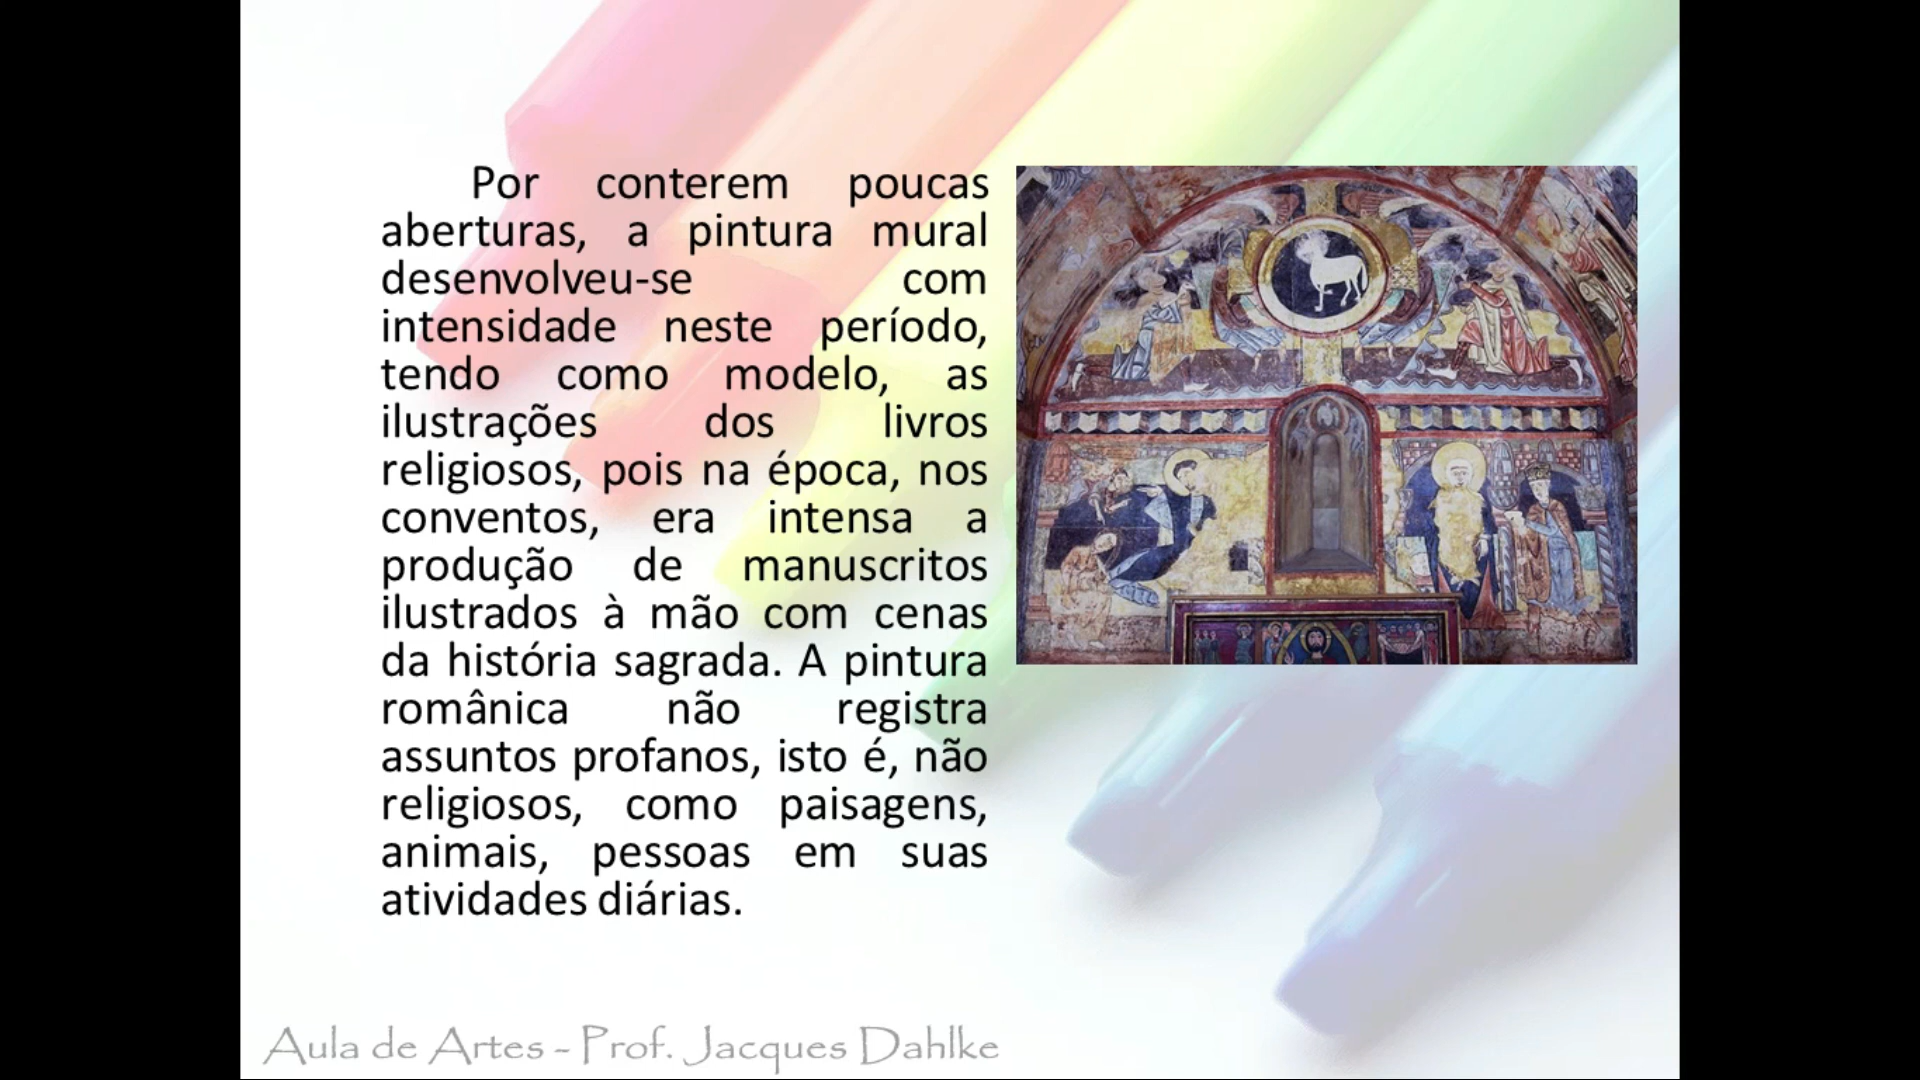 Por conterem poucas
aberturas, a pintura mural
desenvolveu-se com
intensidade neste período,
tendo como modelo, as
ilustrações dos livros
religiosos, pois na época, nos
conventos, era intensa a
produção de manuscritos
ilustrados à mão com cenas
da história sagrada. A pintura
românica não registra
assuntos profanos, isto é, não
religiosos, como paisagens,
animais, pessoas em suas
atividades diárias.
Aula de Artes - Prof. Jacques Dahlke